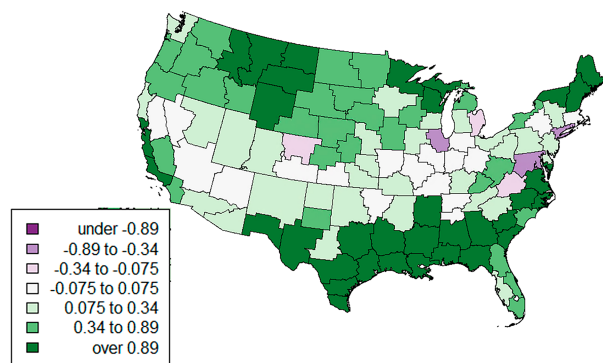 under -0.89
-0.89 to -0.34
-0.34 to -0.075
-0.075 to 0.075
0.075 to 0.34
0.34 to 0.89
over 0.89